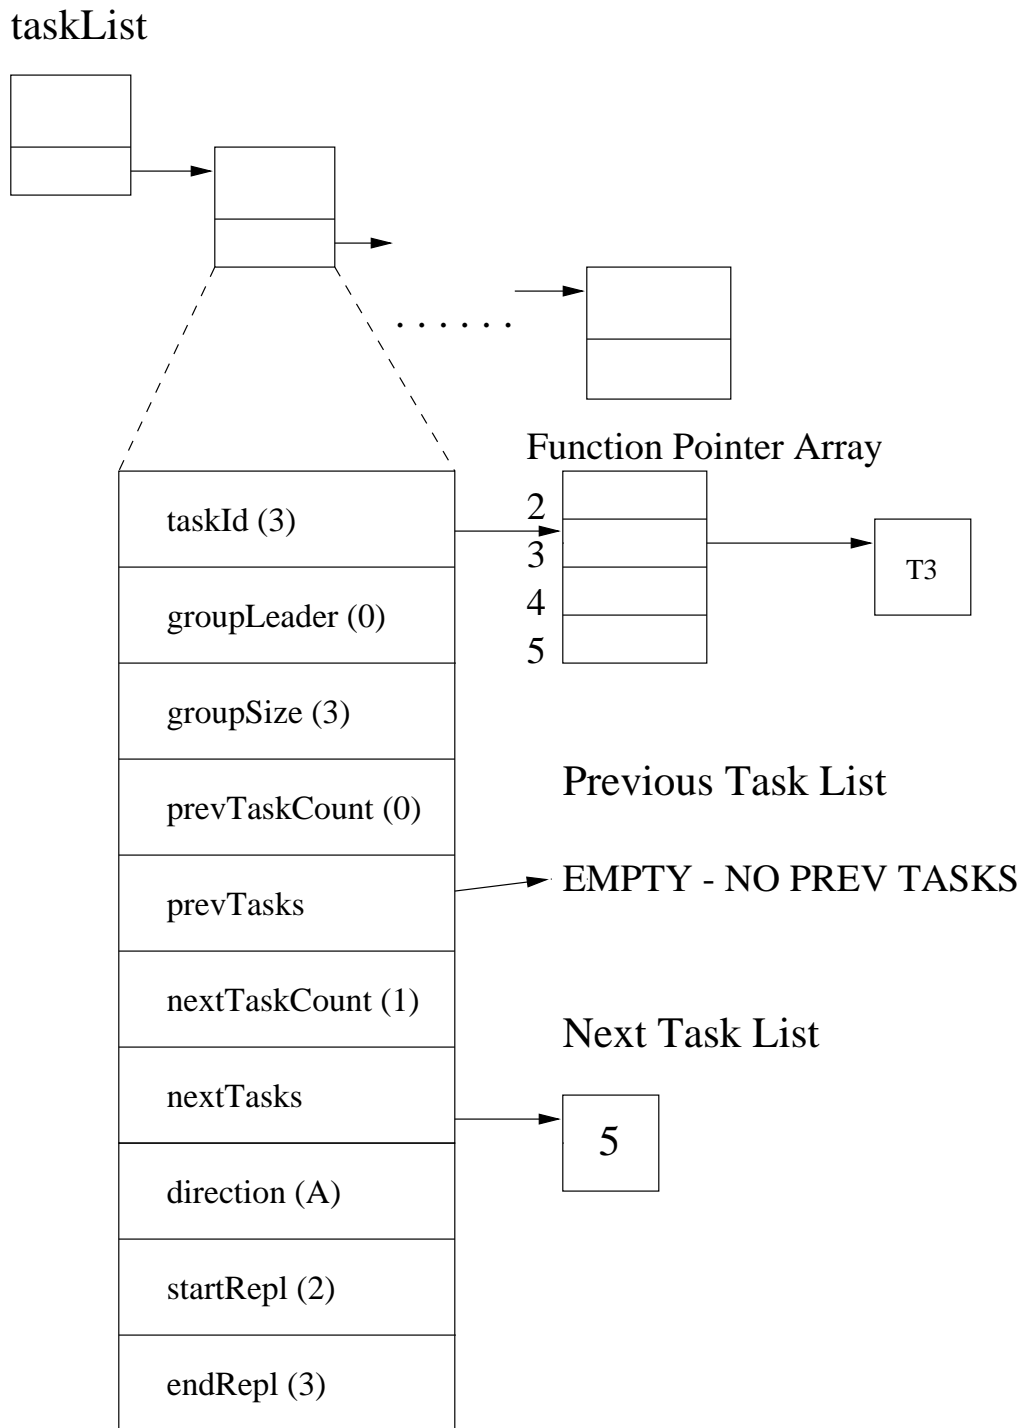 taskList
. . . . . .
Function Pointer Array
taskId (3)
2
3
4
5
T3
groupLeader (0)
groupSize (3)
Previous Task List
prevTaskCount (0)
prevTasks
EMPTY - NO PREV TASKS
nextTaskCount (1)
Next Task List
nextTasks
5
direction (A)
startRepl (2)
endRepl (3)